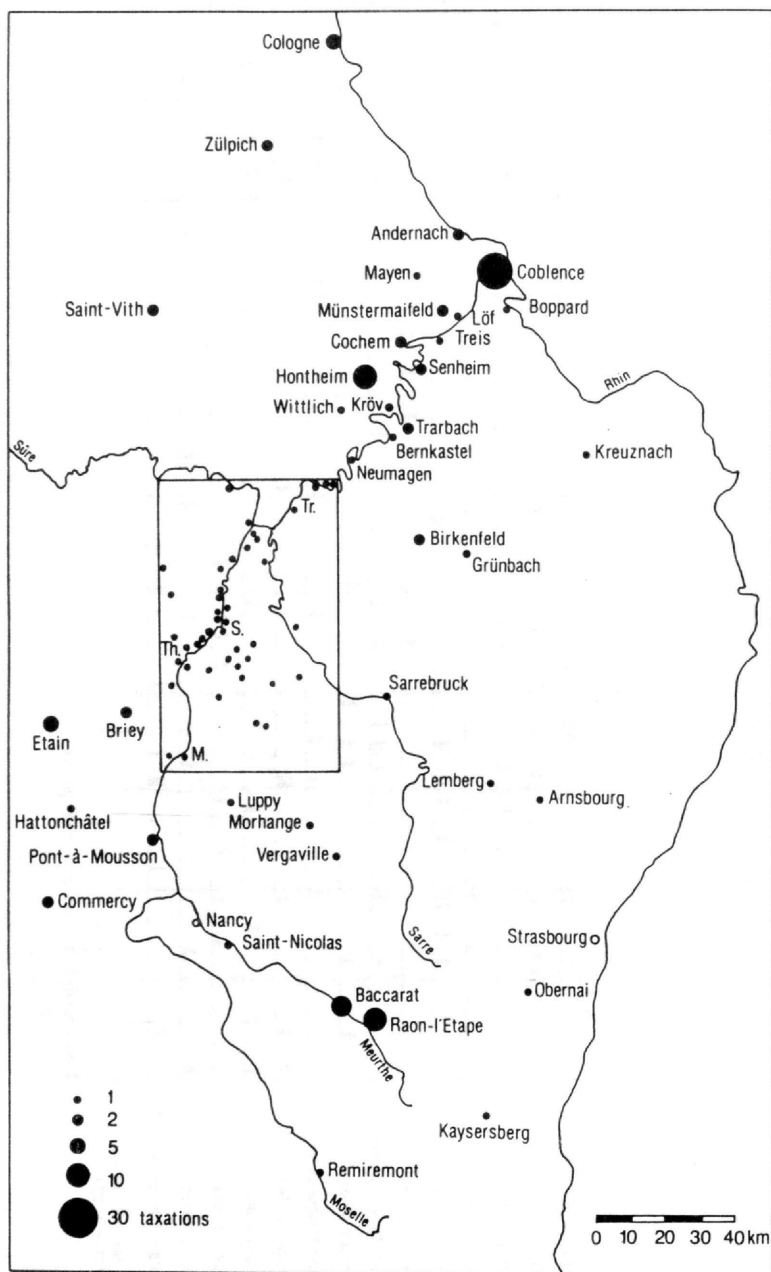 Cologne
Zülpich
Andernach
Mayen
Coblence
Saint-Vith
Münstermaifeld
Löf
Boppard
Cochem
Treis
Hontheim
Senheim
Rhin
Wittlich
Kröv
Trarbach
Bernkastel
Sûre
Kreuznach
Neumagen
Tr.
Birkenfeld
Grünbach
S.
Th.
Sarrebruck
Briey
Etain
M.
Lemberg
Arnsbourg
Luppy
Hattonchâtel
Morhange
Pont-à-Mousson
Vergaville
Commercy
Nancy
Saint-Nicolas
Sarre
Strasbourg
Obernai
Baccarat
Raon-l'Etape
Meurthe
Kaysersberg
1
2
5
10
30 taxations
Remiremont
Moselle
0 10 20 30 40 km